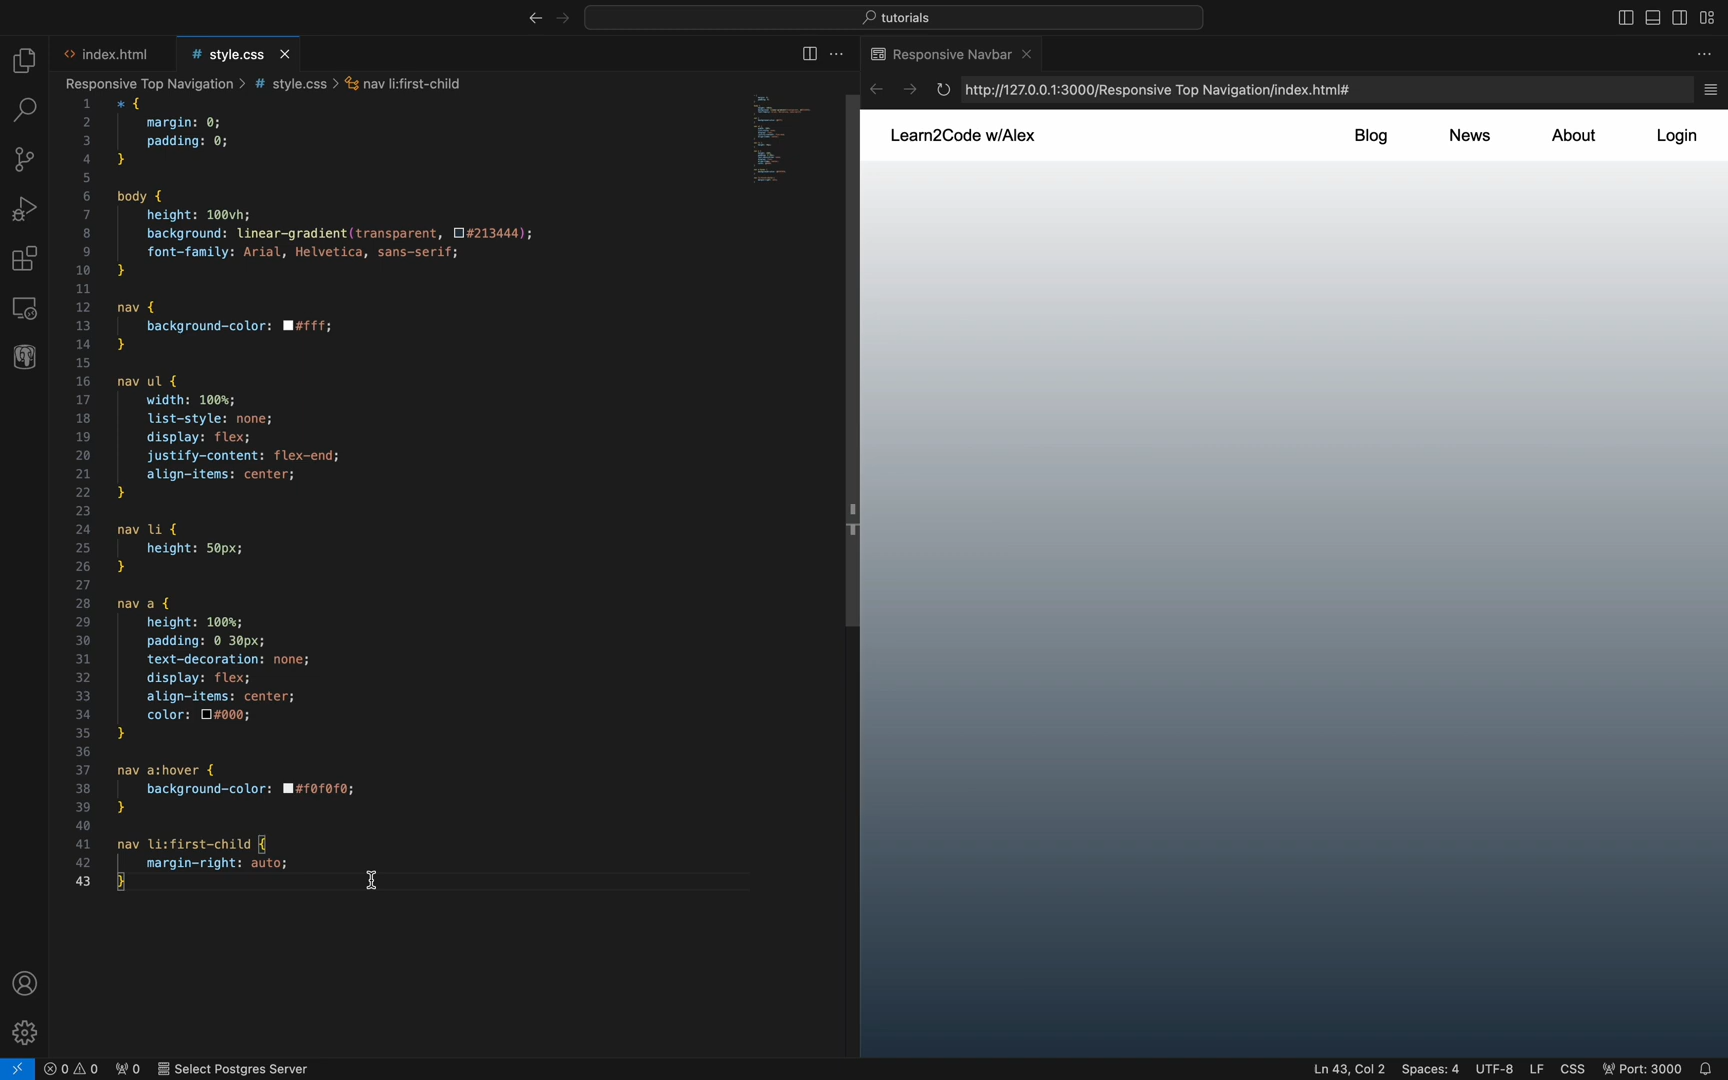 tutorials
index.html
# style.css
Responsive Navbar
Responsive Top Navigation > # style.css > nav li:first-child
http://127.0.0.1:3000/Responsive Top Navigation/index.html#
1 * {
2 margin: 0;
3 padding: 0;
4 }
5
6 body {
7 height: 100vh;
8 background: linear-gradient(transparent, #213444);
9 font-family: Arial, Helvetica, sans-serif;
10 }
11
12 nav {
13 background-color: #fff;
14 }
15
16 nav ul {
17 width: 100%;
18 list-style: none;
19 display: flex;
20 justify-content: flex-end;
21 align-items: center;
22 }
23
24 nav li {
25 height: 50px;
26 }
27
28 nav a {
29 height: 100%;
30 padding: 0 30px;
31 text-decoration: none;
32 display: flex;
33 align-items: center;
34 color: #000;
35 }
36
37 nav a:hover {
38 background-color: #f0f0f0;
39 }
40
41 nav li:first-child {
42 margin-right: auto;
43 }
Learn2Code w/Alex Blog News About Login
0 0 0 Select Postgres Server Ln 43, Col 2 Spaces: 4 UTF-8 LF CSS Port: 3000